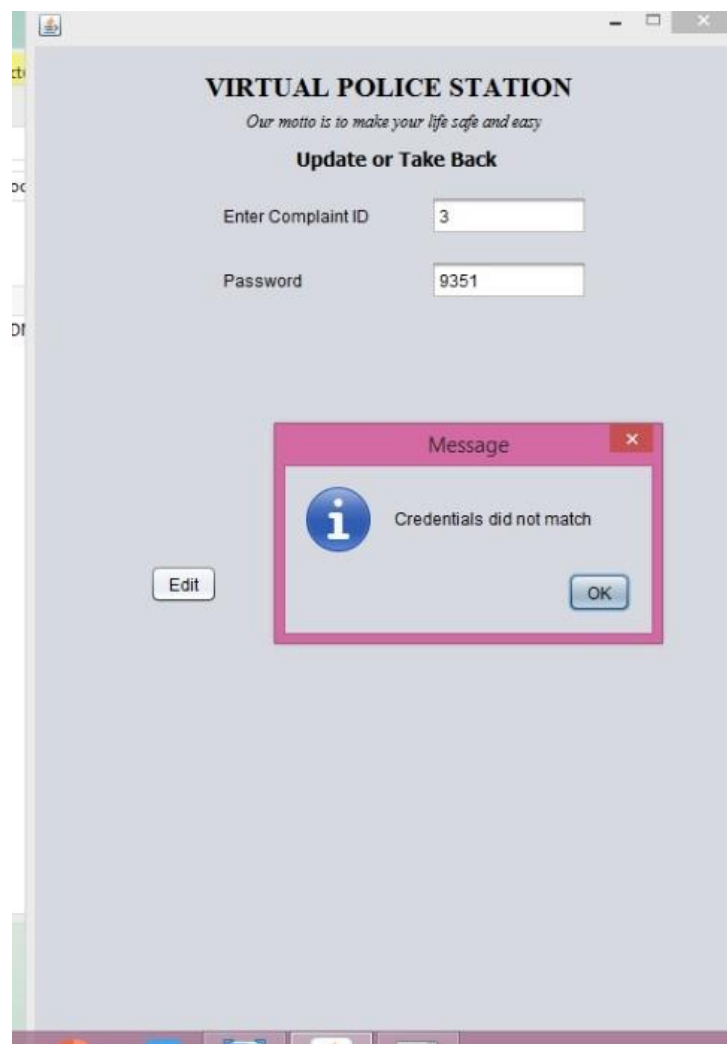 VIRTUAL POLICE STATION
Our motto is to make your life safe and easy
Update or Take Back
Enter Complaint ID 3
Password 9351
Message
Credentials did not match
Edit
OK